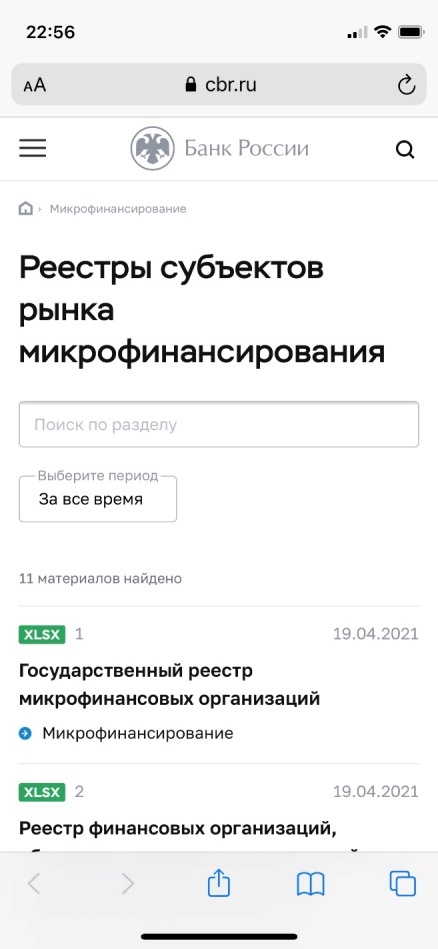 22:56
AA cbr.ru
Банк России
Микрофинансирование
Реестры субъектов
рынка
микрофинансирования
Поиск по разделу
Выберите период
За все время
11 материалов найдено
XLSX 1 19.04.2021
Государственный реестр
микрофинансовых организаций
Микрофинансирование
XLSX 2 19.04.2021
Реестр финансовых организаций,